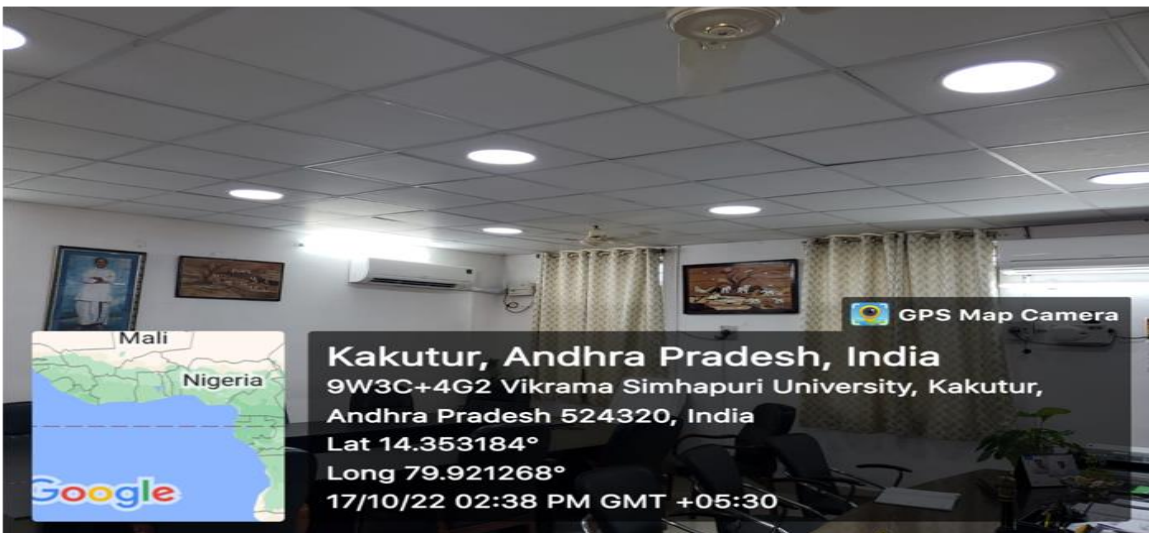 GPS Map Camera
Mali
Nigeria
Google
Kakutur, Andhra Pradesh, India
9W3C+4G2 Vikrama Simhapuri University, Kakutur,
Andhra Pradesh 524320, India
Lat 14.353184°
Long 79.921268°
17/10/22 02:38 PM GMT +05:30